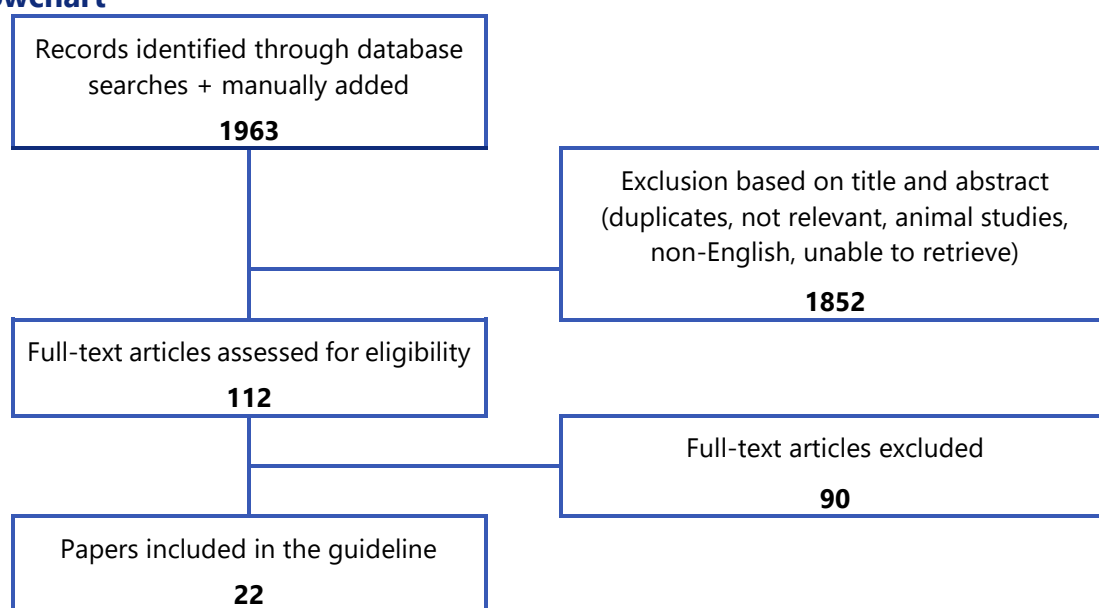 Records identified through database
searches + manually added
1963
Exclusion based on title and abstract
(duplicates, not relevant, animal studies,
non-English, unable to retrieve)
1852
Full-text articles assessed for eligibility
112
Full-text articles excluded
90
Papers included in the guideline
22